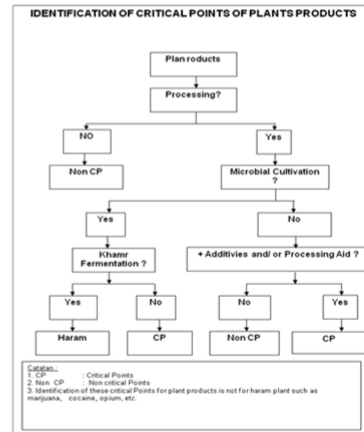 IDENTIFICATION OF CRITICAL POINTS OF PLANTS PRODUCTS
Plan roducts
Processing?
NO
Yes
Non CP
Microbial Cultivation
?
Yes
No
Khamr
Fermentation ?
+ Additivies and/ or Processing Aid ?
Yes
No
No
Yes
Haram
CP
Non CP
CP
Catatan :
1. CP : Critical Points
2. Non CP : Non critical Points
3. Identification of these critical Points for plant products is not for haram plant such as
marijuana, cocaine, opium, etc.